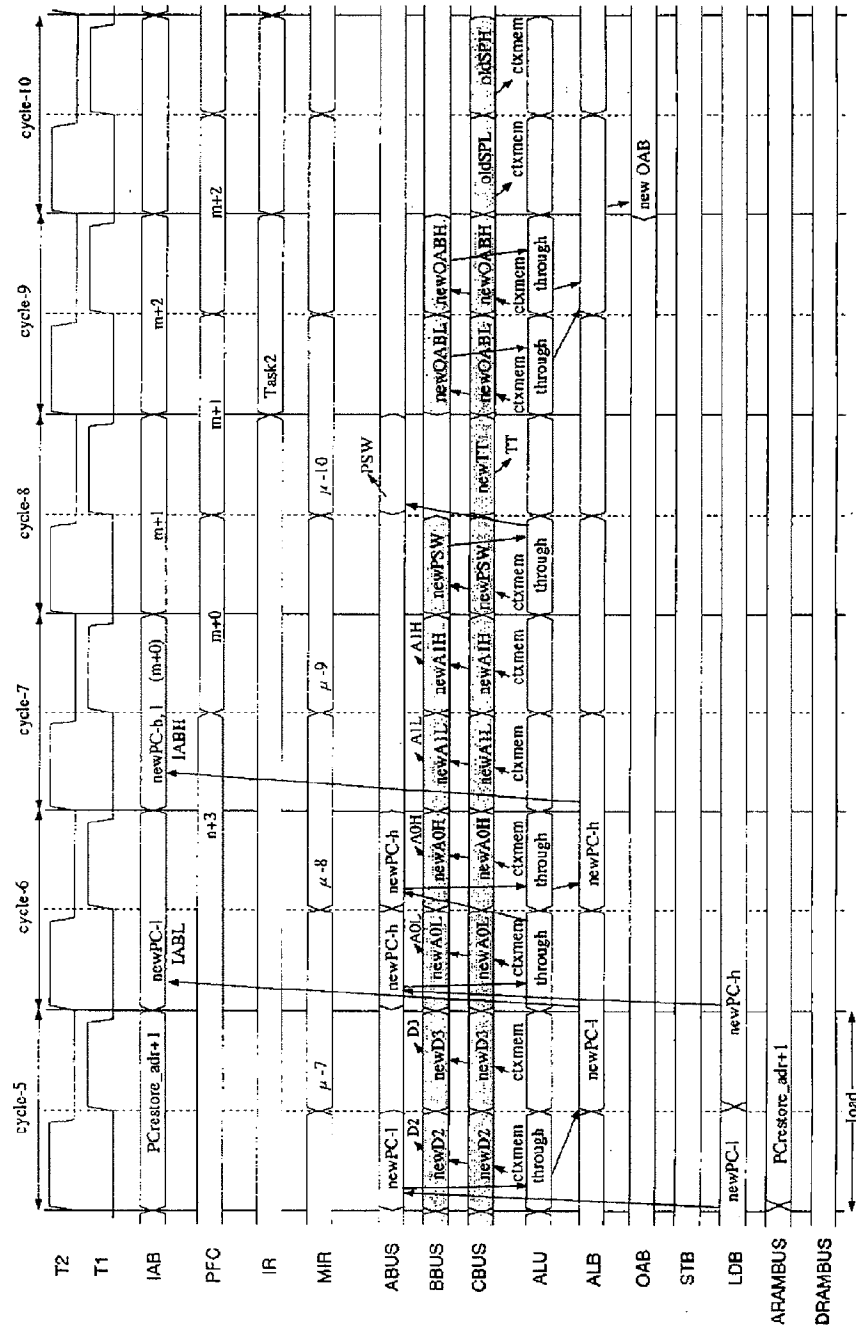 cycle-5 cycle-6 cycle-7 cycle-8 cycle-9 cycle-10
T2
T1
IAB PCrestore_adr+1 newPC-l newPC-h, l (m+0) m+1 m+2
IABL IABH
PFC n+3 m+0 m+1 m+2
IR Task2
MIR μ-7 μ-8 μ-9 μ-10
PSW
ABUS newPC-l newPC-h newPC-h
D2 D3 A0L A0H A1L A1H
BBUS newD2 newD3 newA0L newA0H newA1L newA1H newPSW newOABL newOABH
CBUS newD2 newD3 newA0L newA0H newA1L newA1H newPSW newTT newOABL newOABH oldSPL oldSPH
ctxmem ctxmem ctxmem ctxmem ctxmem ctxmem ctxmem TT ctxmem ctxmem ctxmem ctxmem
ALU through through through through through through
ALB newPC-l newPC-h
OAB new OAB
STB
LDB newPC-l newPC-h
ARAMBUS PCrestore_adr+1
DRAMBUS
load